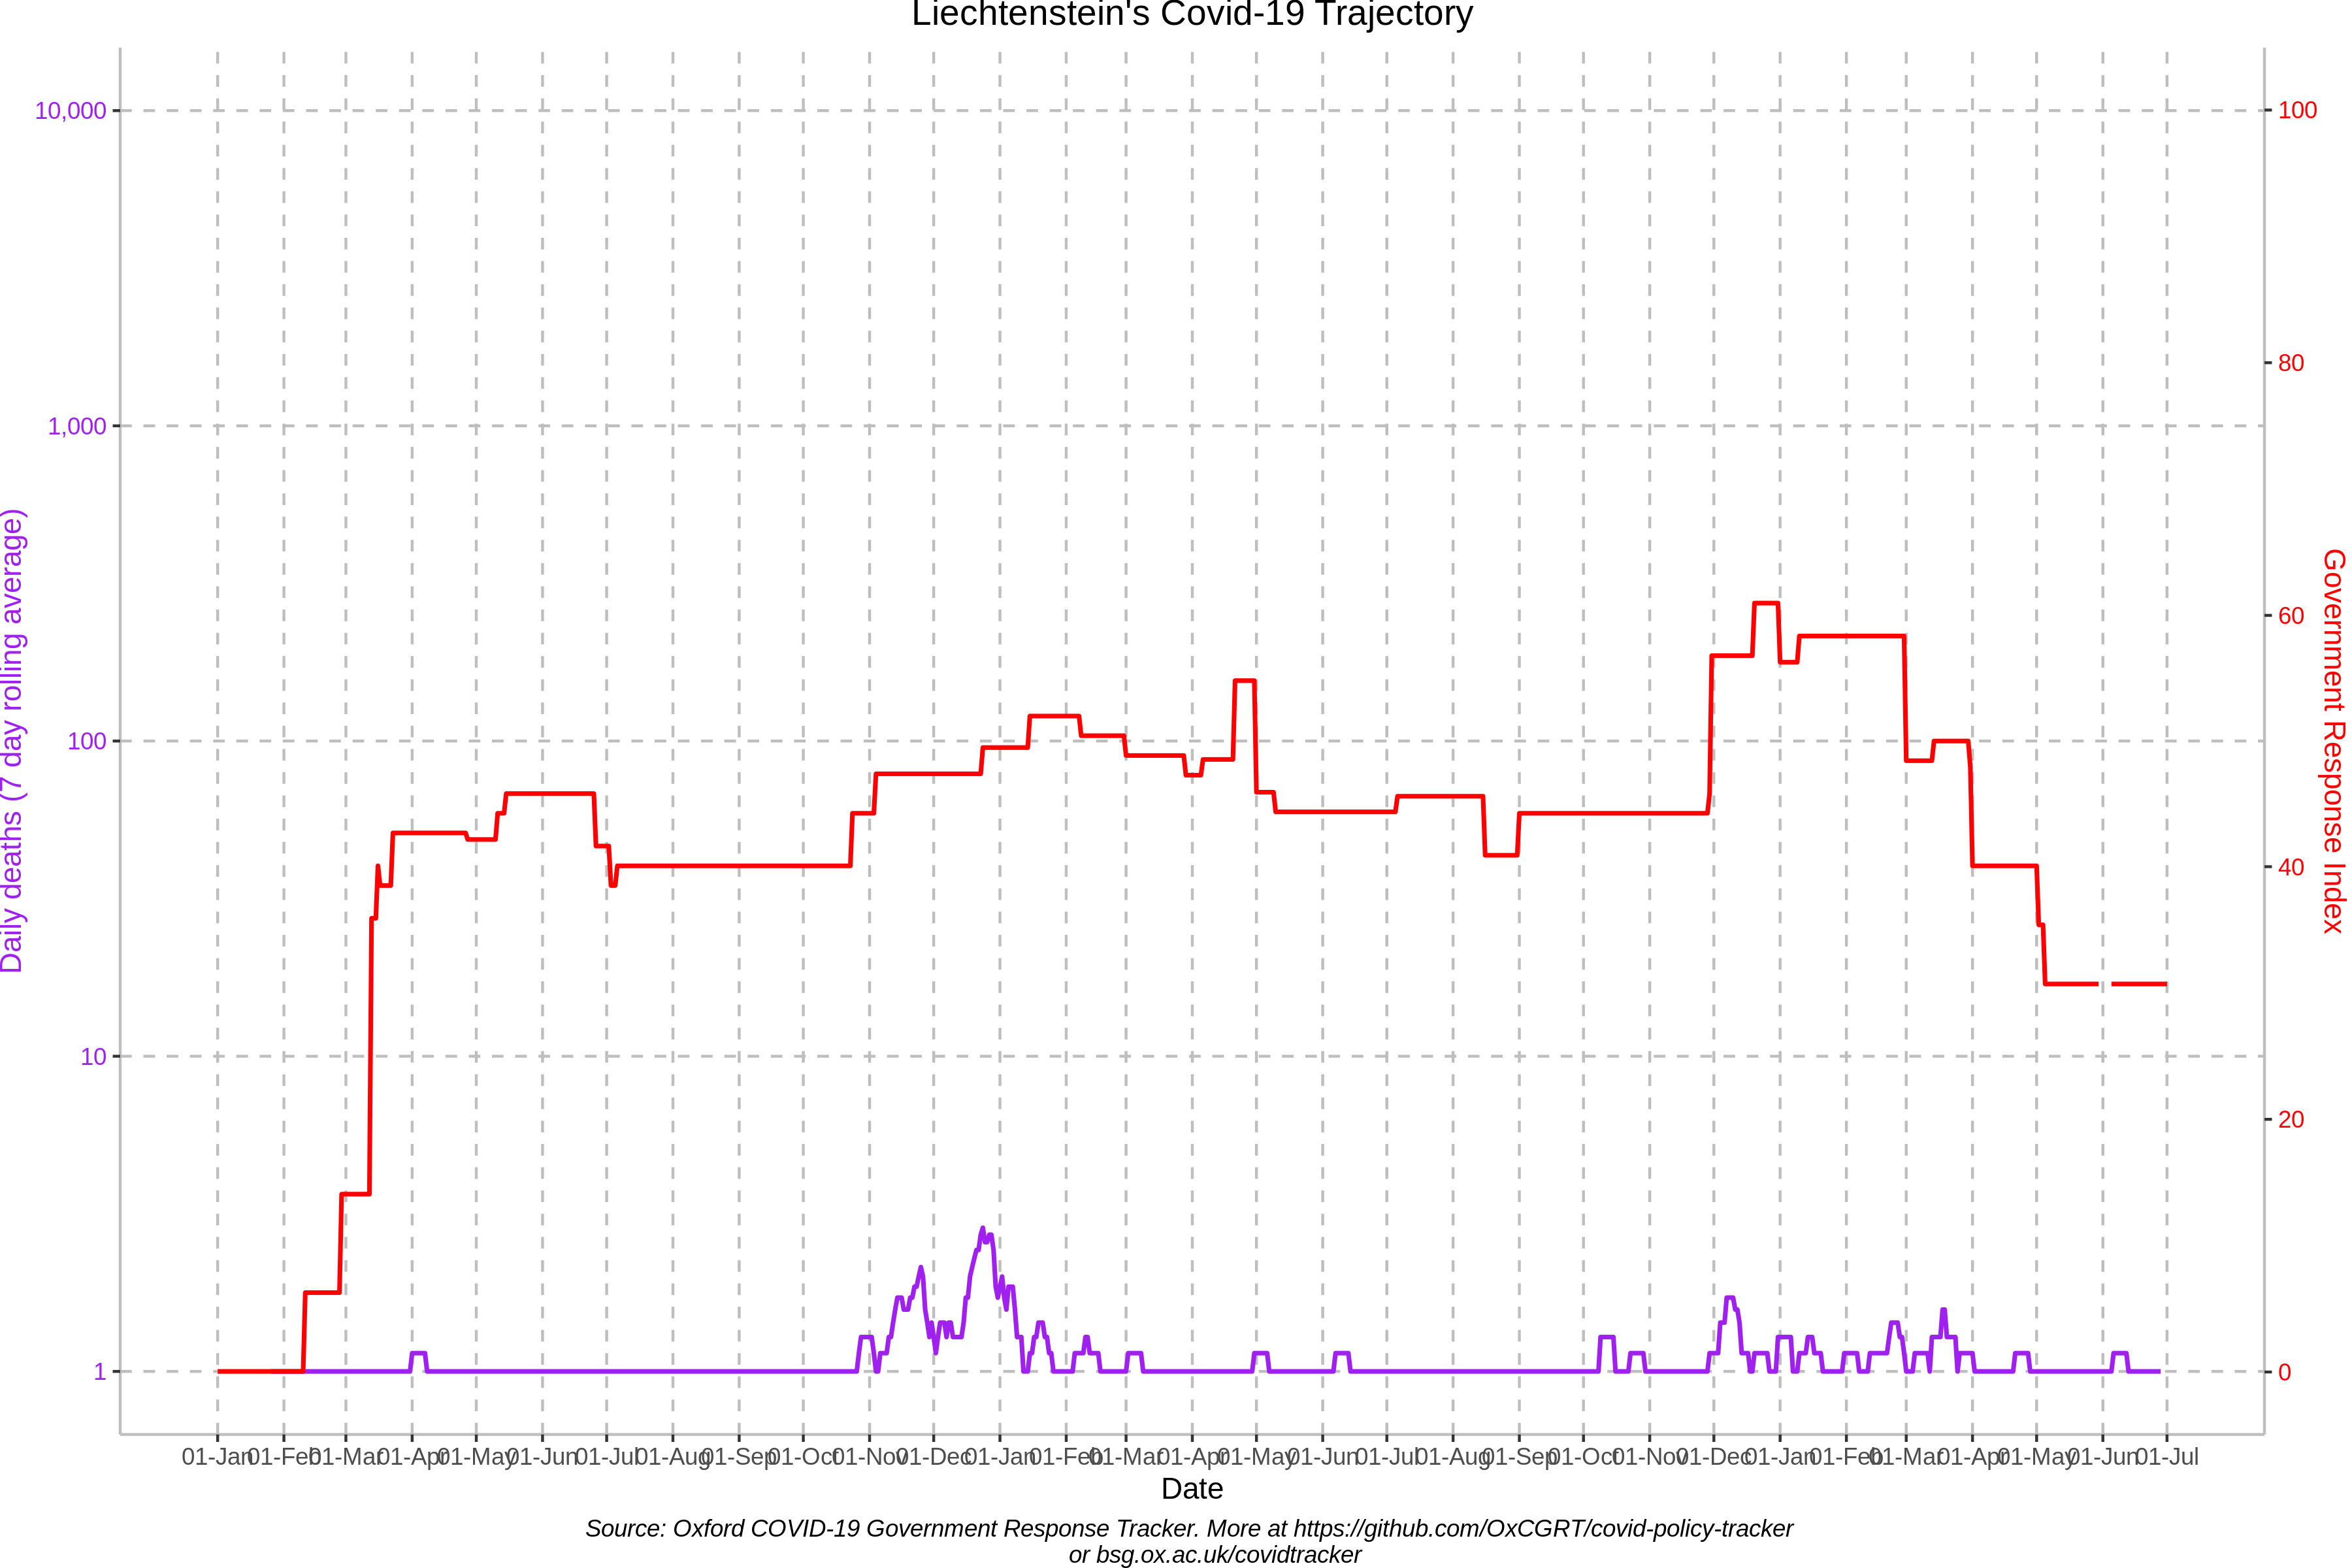 Liechtenstein's Covid-19 Trajectory
10,000
1,000
100
10
1
Daily deaths (7 day rolling average)
100
80
60
40
20
0
Government Response Index
01-Jan 01-Feb 01-Mar 01-Apr 01-May 01-Jun 01-Jul 01-Aug 01-Sep 01-Oct 01-Nov 01-Dec 01-Jan 01-Feb 01-Mar 01-Apr 01-May 01-Jun 01-Jul 01-Aug 01-Sep 01-Oct 01-Nov 01-Dec 01-Jan 01-Feb 01-Mar 01-Apr 01-May 01-Jun 01-Jul
Date
Source: Oxford COVID-19 Government Response Tracker. More at https://github.com/OxCGRT/covid-policy-tracker
or bsg.ox.ac.uk/covidtracker